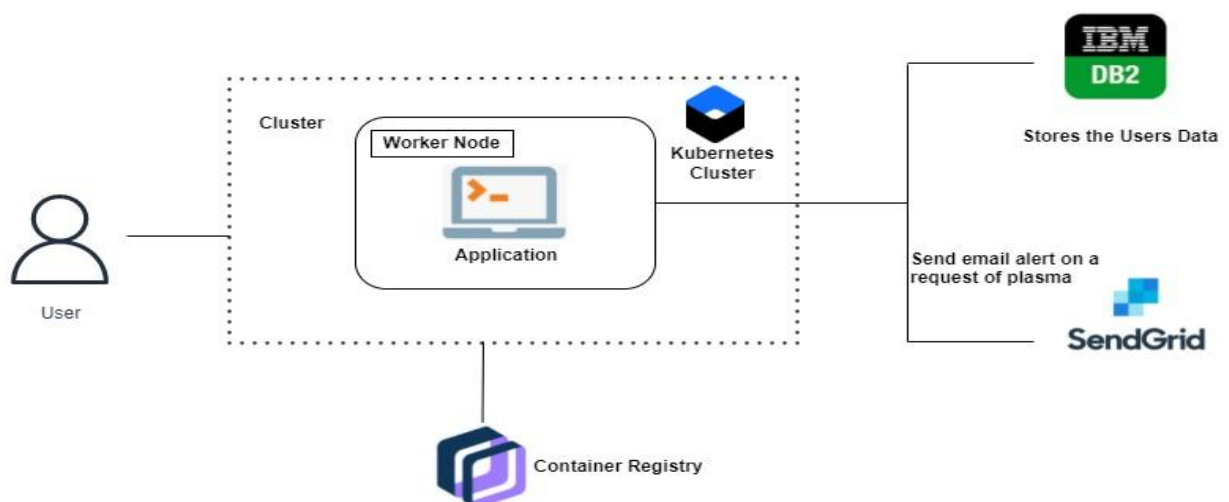 IBM
DB2
Stores the Users Data
Cluster
Worker Node
Kubernetes
Cluster
Application
Send email alert on a
request of plasma
SendGrid
User
Container Registry